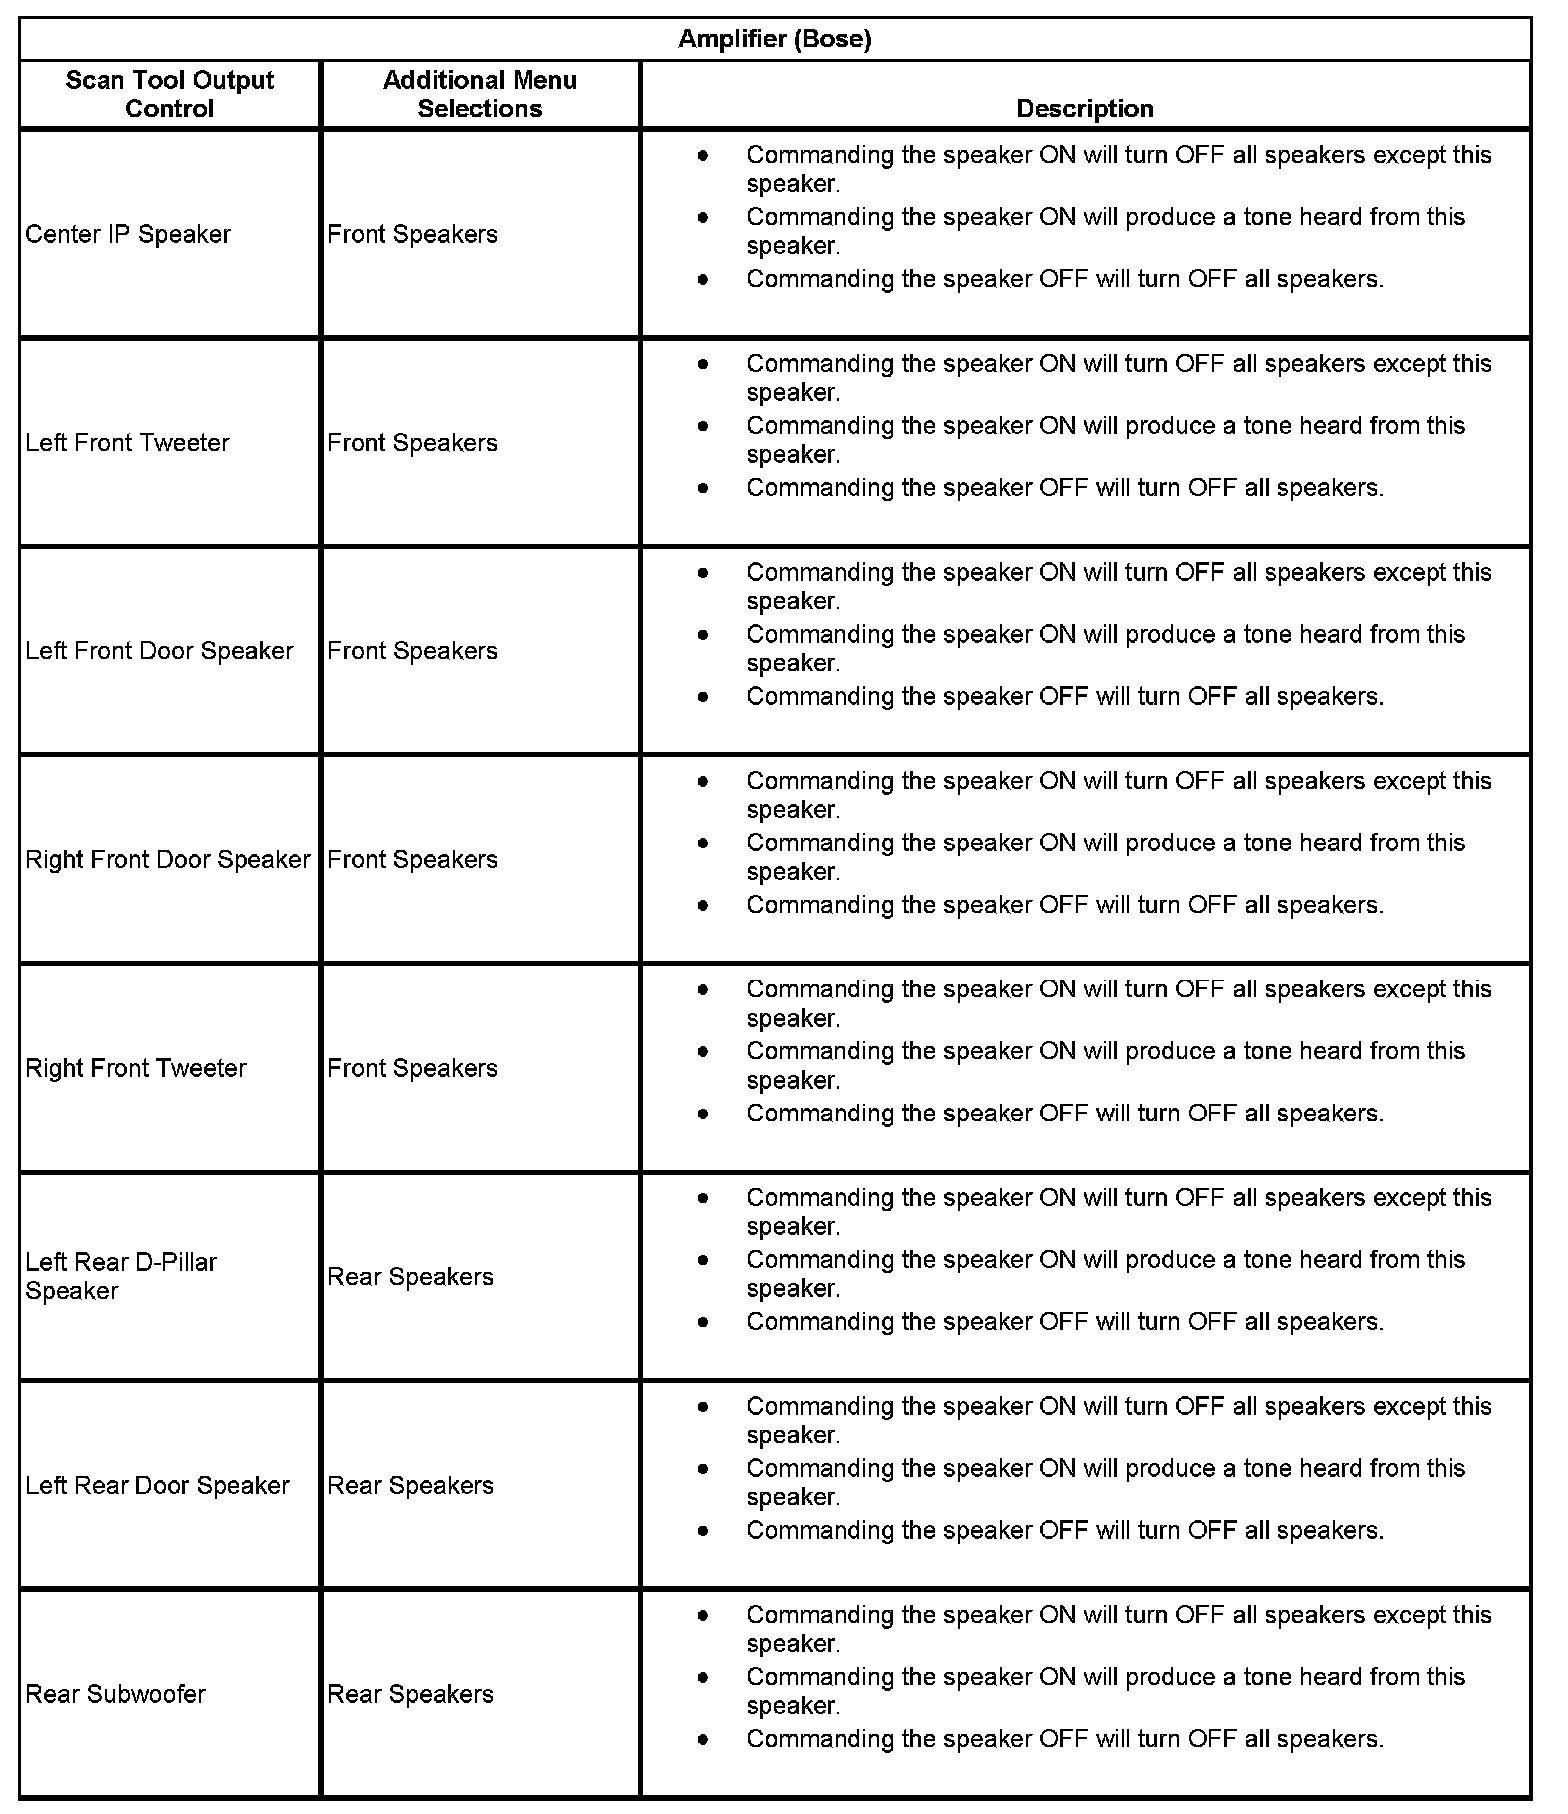 Amplifier (Bose)
Scan Tool Output
Control
Additional Menu
Selections
Description
Center IP Speaker
Front Speakers
● Commanding the speaker ON will turn OFF all speakers except this
speaker.
● Commanding the speaker ON will produce a tone heard from this
speaker.
● Commanding the speaker OFF will turn OFF all speakers.
Left Front Tweeter
Front Speakers
● Commanding the speaker ON will turn OFF all speakers except this
speaker.
● Commanding the speaker ON will produce a tone heard from this
speaker.
● Commanding the speaker OFF will turn OFF all speakers.
Left Front Door Speaker
Front Speakers
● Commanding the speaker ON will turn OFF all speakers except this
speaker.
● Commanding the speaker ON will produce a tone heard from this
speaker.
● Commanding the speaker OFF will turn OFF all speakers.
Right Front Door Speaker
Front Speakers
● Commanding the speaker ON will turn OFF all speakers except this
speaker.
● Commanding the speaker ON will produce a tone heard from this
speaker.
● Commanding the speaker OFF will turn OFF all speakers.
Right Front Tweeter
Front Speakers
● Commanding the speaker ON will turn OFF all speakers except this
speaker.
● Commanding the speaker ON will produce a tone heard from this
speaker.
● Commanding the speaker OFF will turn OFF all speakers.
Left Rear D-Pillar
Speaker
Rear Speakers
● Commanding the speaker ON will turn OFF all speakers except this
speaker.
● Commanding the speaker ON will produce a tone heard from this
speaker.
● Commanding the speaker OFF will turn OFF all speakers.
Left Rear Door Speaker
Rear Speakers
● Commanding the speaker ON will turn OFF all speakers except this
speaker.
● Commanding the speaker ON will produce a tone heard from this
speaker.
● Commanding the speaker OFF will turn OFF all speakers.
Rear Subwoofer
Rear Speakers
● Commanding the speaker ON will turn OFF all speakers except this
speaker.
● Commanding the speaker ON will produce a tone heard from this
speaker.
● Commanding the speaker OFF will turn OFF all speakers.